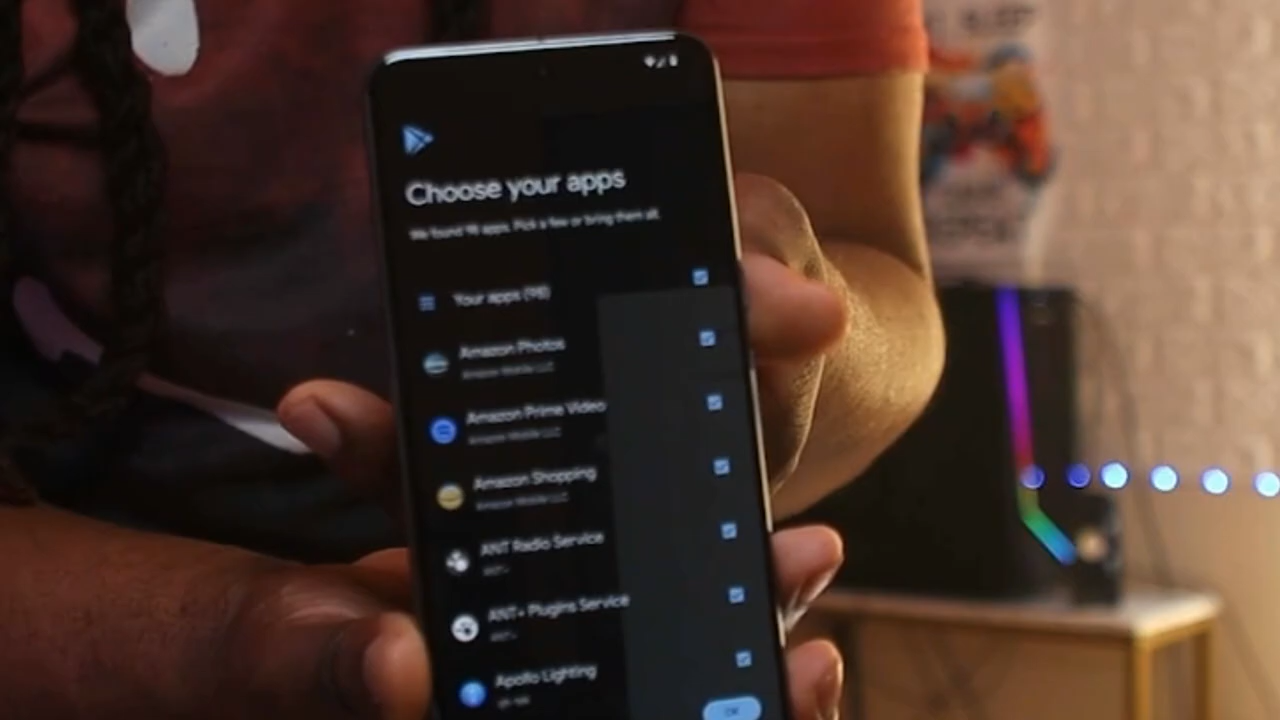 Choose your apps
We found 98 apps. Pick a few or bring them all.
Your apps (98)
Amazon Photos
Amazon Mobile LLC
Amazon Prime Video
Amazon Mobile LLC
Amazon Shopping
Amazon Mobile LLC
ANT Radio Service
ANT+
ANT+ Plugins Service
ANT+
Apollo Lighting
OK